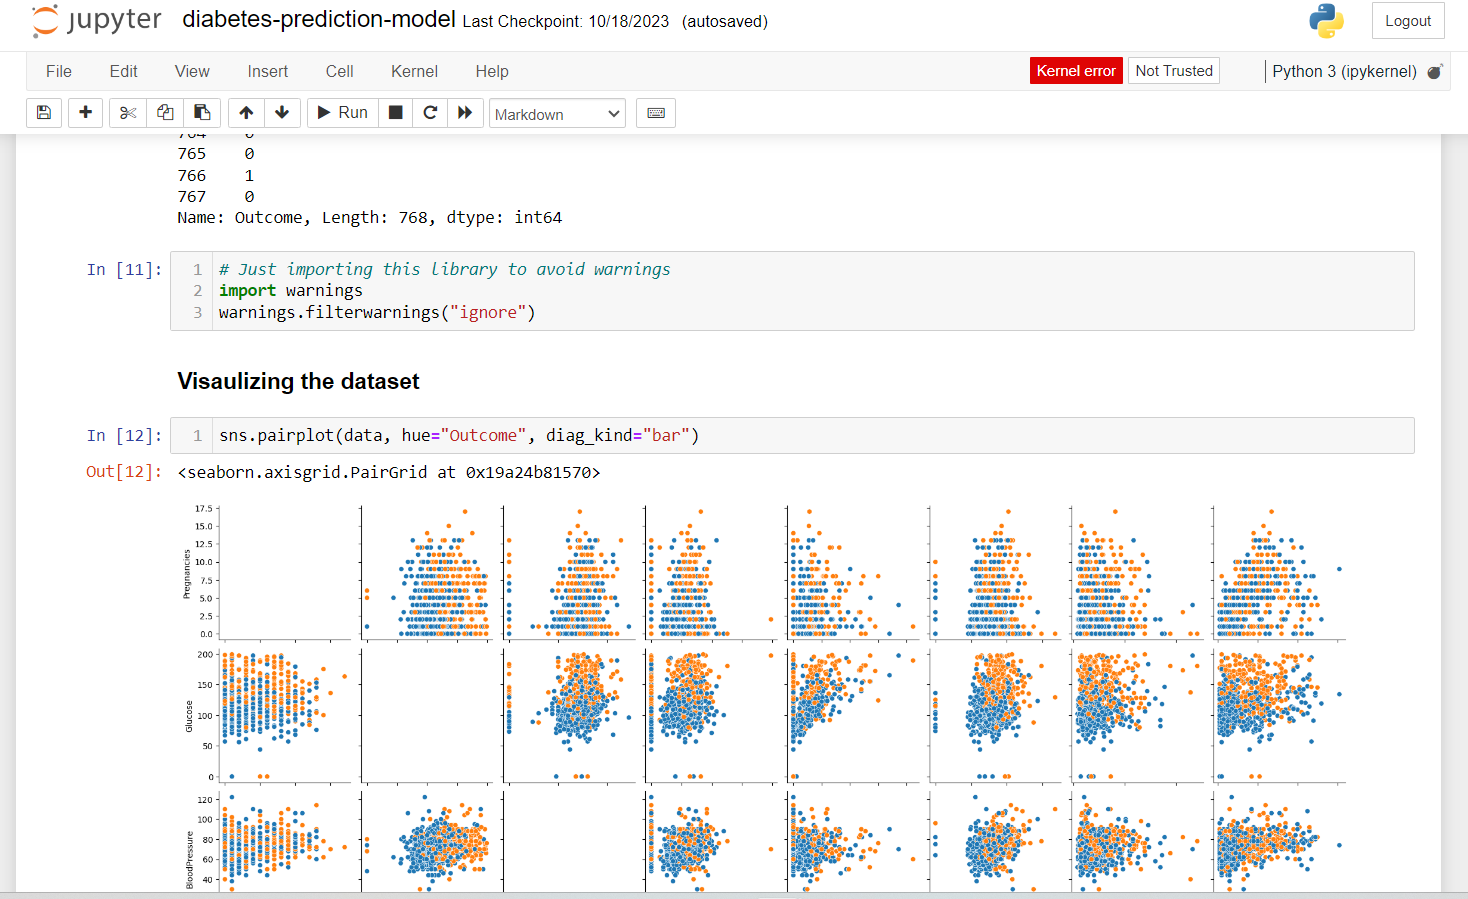 jupyter diabetes-prediction-model Last Checkpoint: 10/18/2023 (autosaved) Logout
File Edit View Insert Cell Kernel Help Kernel error Not Trusted Python 3 (ipykernel)
Run Markdown
764 0
765 0
766 1
767 0
Name: Outcome, Length: 768, dtype: int64
In [11]:
1 # Just importing this library to avoid warnings
2 import warnings
3 warnings.filterwarnings("ignore")
Visaulizing the dataset
In [12]:
1 sns.pairplot(data, hue="Outcome", diag_kind="bar")
Out[12]: <seaborn.axisgrid.PairGrid at 0x19a24b81570>
Pregnancies
17.5
15.0
12.5
10.0
7.5
5.0
2.5
0.0
Glucose
200
150
100
50
0
BloodPressure
120
100
80
60
40